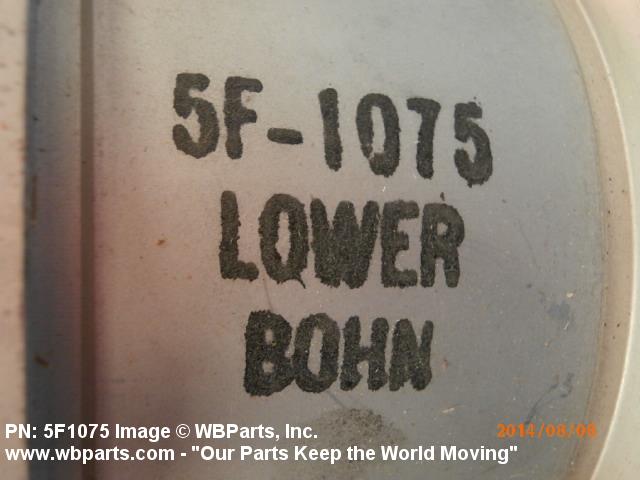 5F-1075
LOWER
BOHN
PN: 5F1075 Image © WBParts, Inc.
2014/08/08
www.wbparts.com - "Our Parts Keep the World Moving"